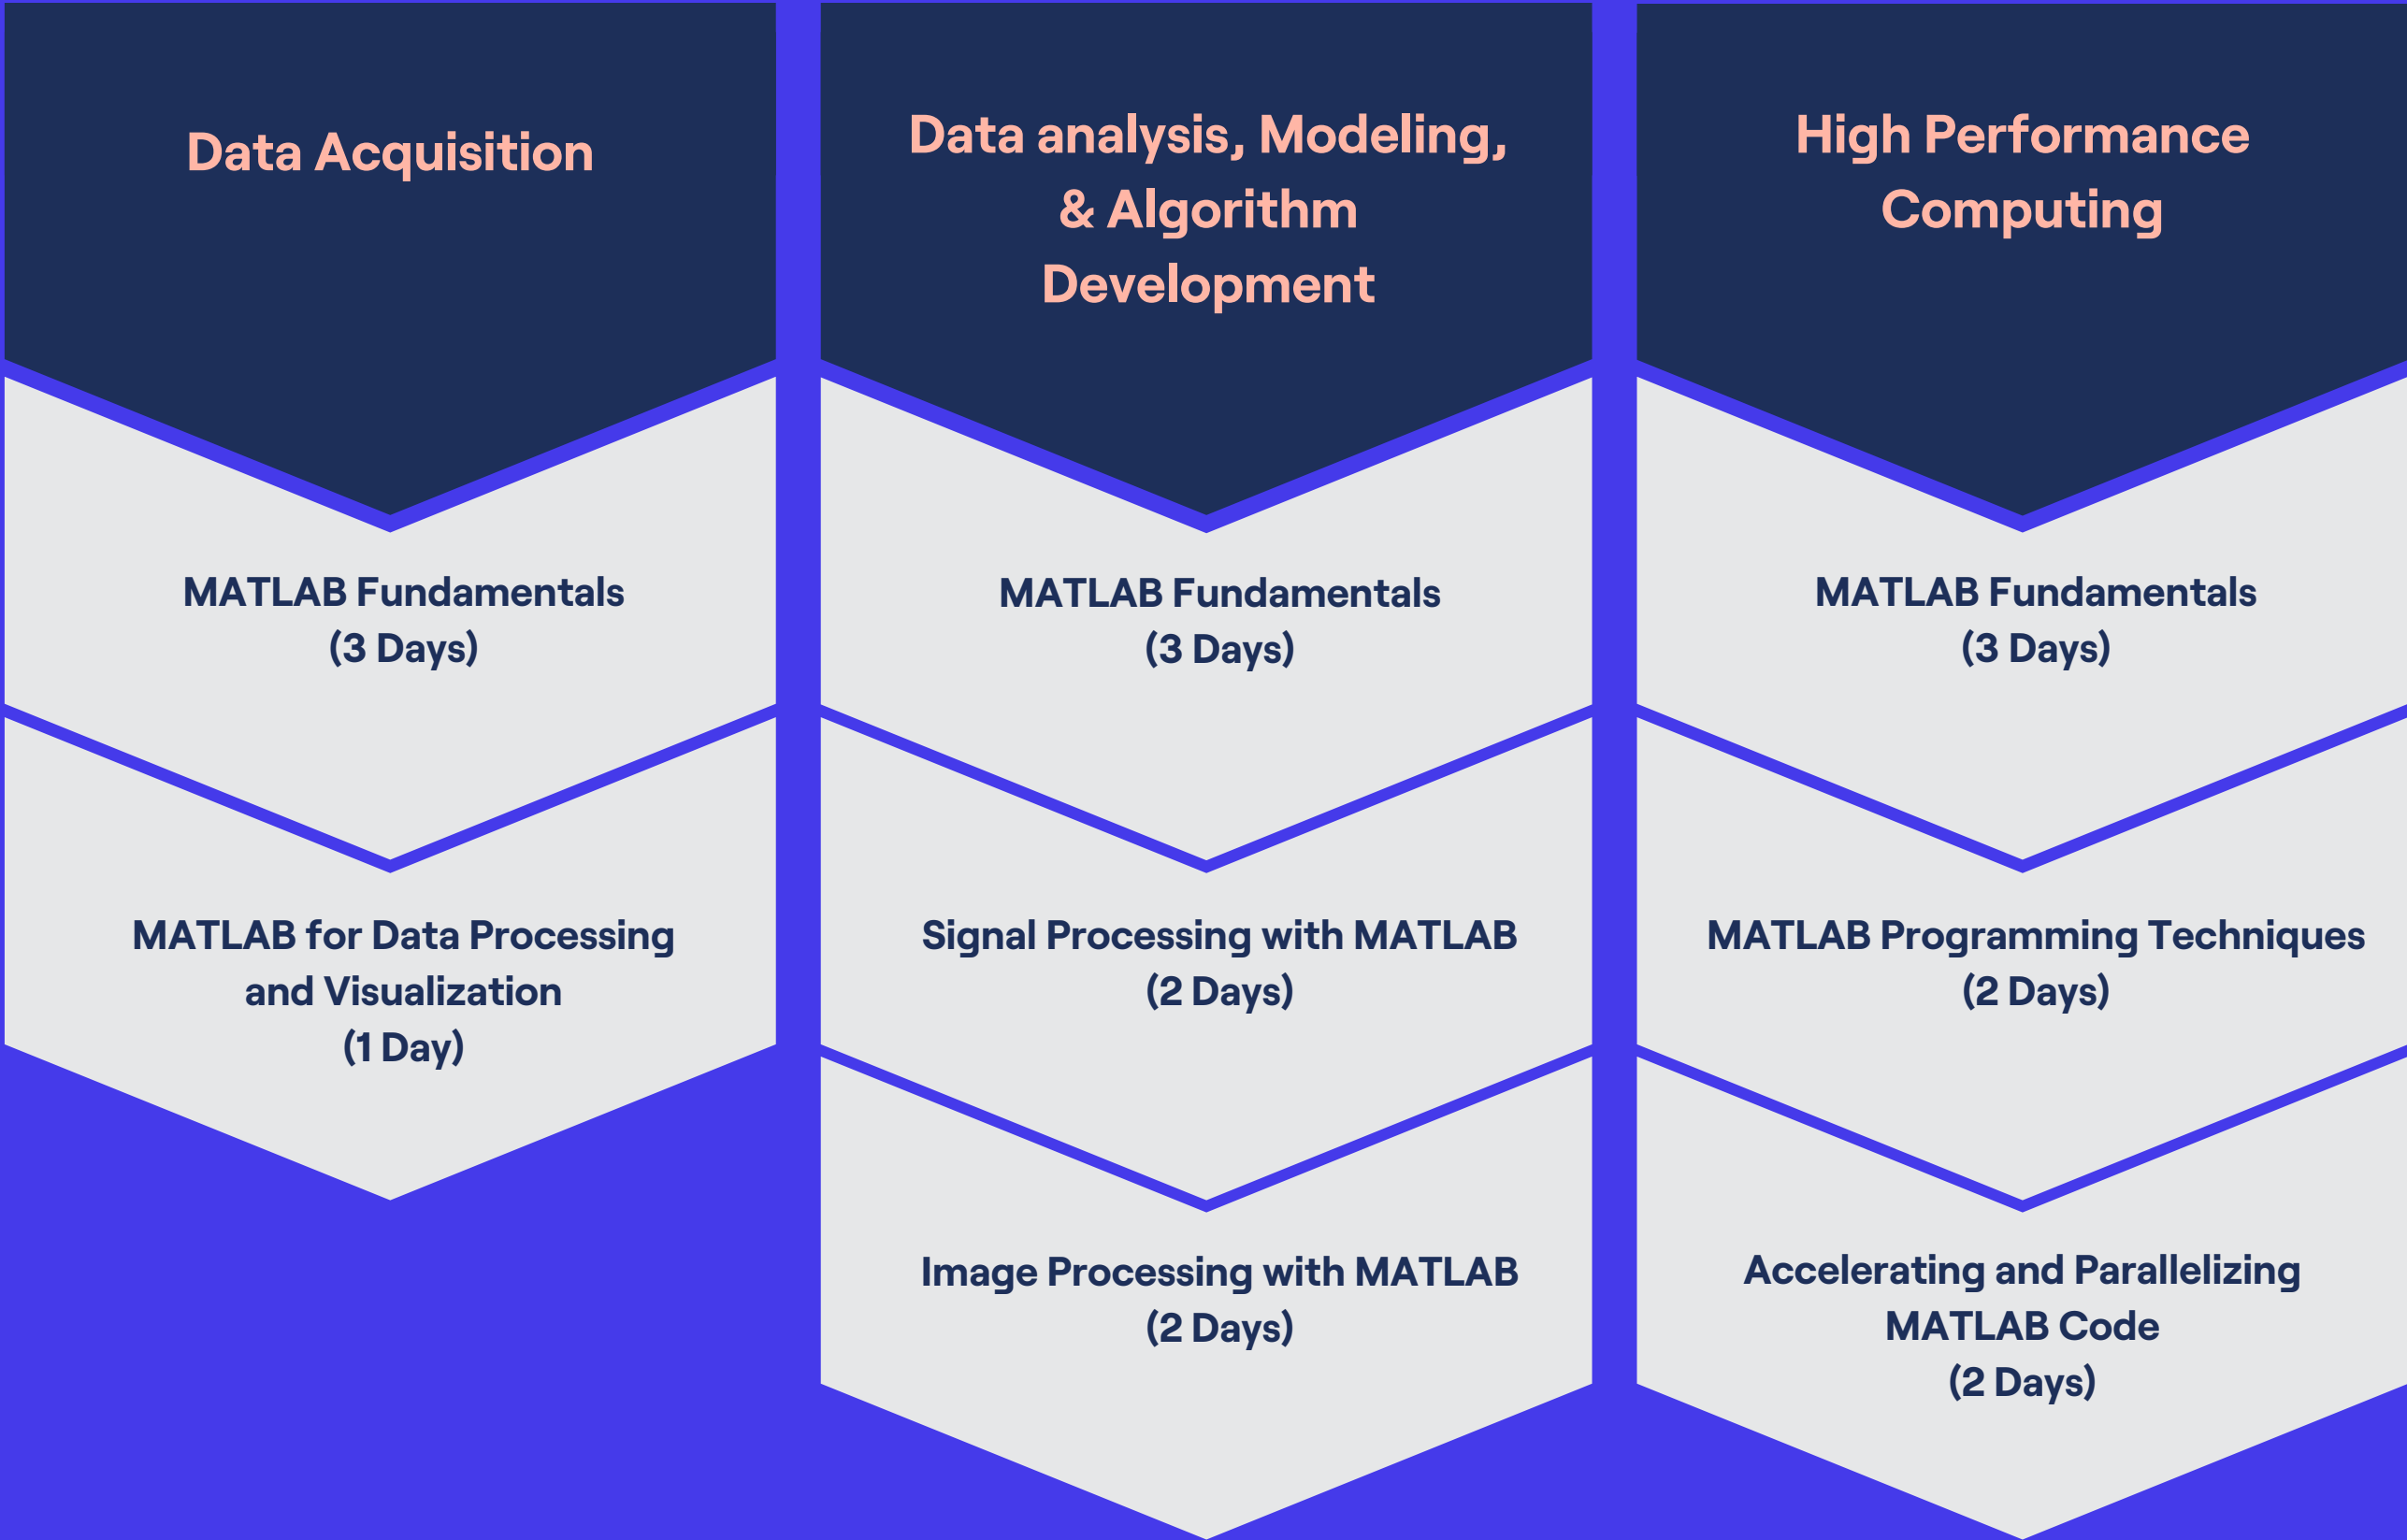 Data Acquisition
MATLAB Fundamentals
(3 Days)
MATLAB for Data Processing
and Visualization
(1 Day)
Data analysis, Modeling,
& Algorithm
Development
MATLAB Fundamentals
(3 Days)
Signal Processing with MATLAB
(2 Days)
Image Processing with MATLAB
(2 Days)
High Performance
Computing
MATLAB Fundamentals
(3 Days)
MATLAB Programming Techniques
(2 Days)
Accelerating and Parallelizing
MATLAB Code
(2 Days)